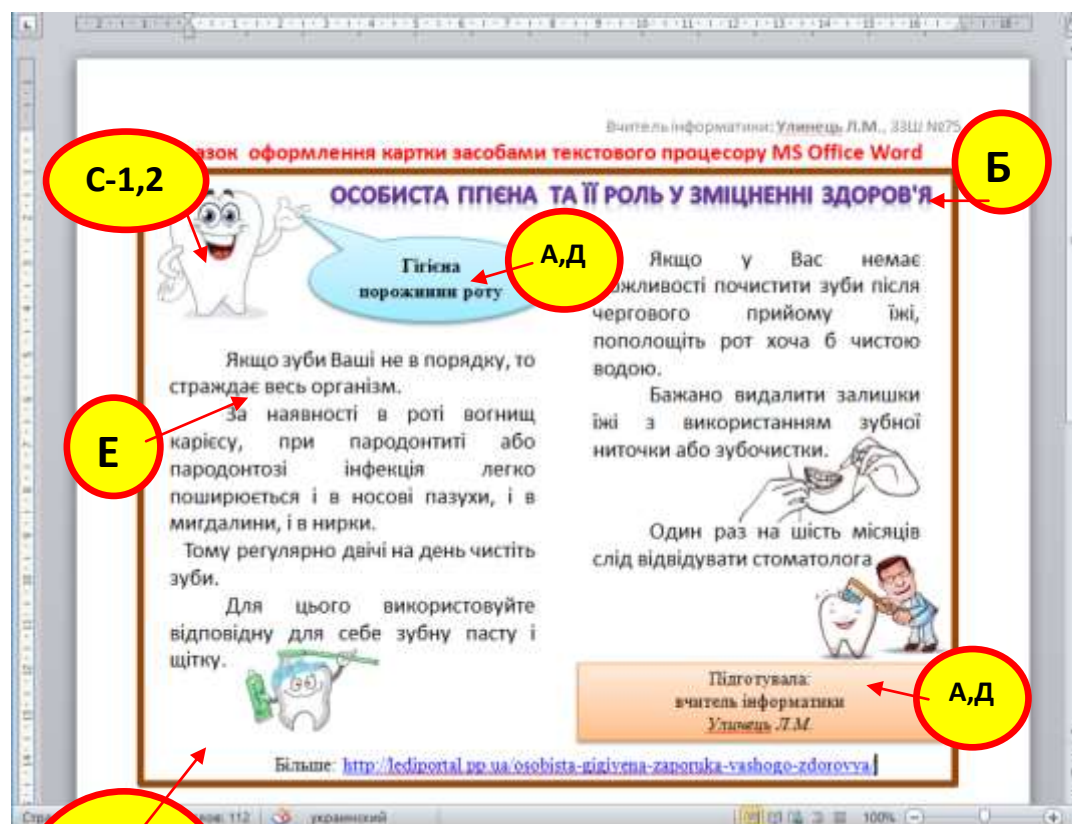 Вчитель інформатики: Улинець Л.М., ЗЗШ №75
азок оформлення картки засобами текстового процесору MS Office Word
С-1,2
Б
ОСОБИСТА ГІГІЄНА ТА ЇЇ РОЛЬ У ЗМІЦНЕННІ ЗДОРОВ'Я
Гігієна
порожнини роту
А,Д
Якщо зуби Ваші не в порядку, то
страждає весь організм.
За наявності в роті вогнищ
карієсу, при пародонтиті або
пародонтозі інфекція легко
поширюється і в носові пазухи, і в
мигдалини, і в нирки.
Тому регулярно двічі на день чистіть
зуби.
Для цього використовуйте
відповідну для себе зубну пасту і
щітку.
Е
Якщо у Вас немає
ожливості почистити зуби після
чергового прийому їжі,
пополощіть рот хоча б чистою
водою.
Бажано видалити залишки
їжі з використанням зубної
ниточки або зубочистки.
Один раз на шість місяців
слід відвідувати стоматолога
Підготувала:
вчитель інформатики
Улинець Л.М.
А,Д
Більше: http://lediportal.pp.ua/osobista-gigiyena-zaporuka-vashogo-zdorovya/
112
украинский
100%